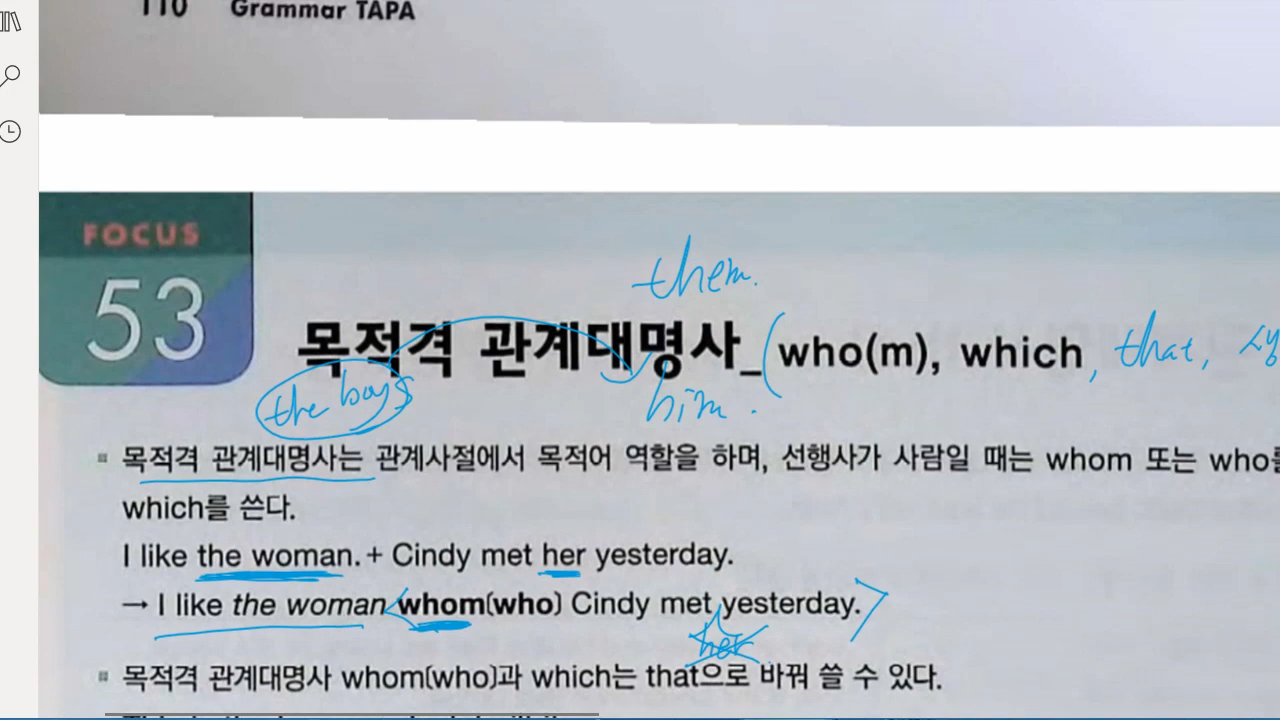 110 Grammar TAPA
FOCUS
53
them.
목적격 관계대명사_(who(m), which, that,
the boys
him.
목적격 관계대명사는 관계사절에서 목적어 역할을 하며, 선행사가 사람일 때는 whom 또는 who를
which를 쓴다.
I like the woman. + Cindy met her yesterday.
→ I like the woman <whom(who) Cindy met yesterday.>
her
목적격 관계대명사 whom(who)과 which는 that으로 바꿔 쓸 수 있다.